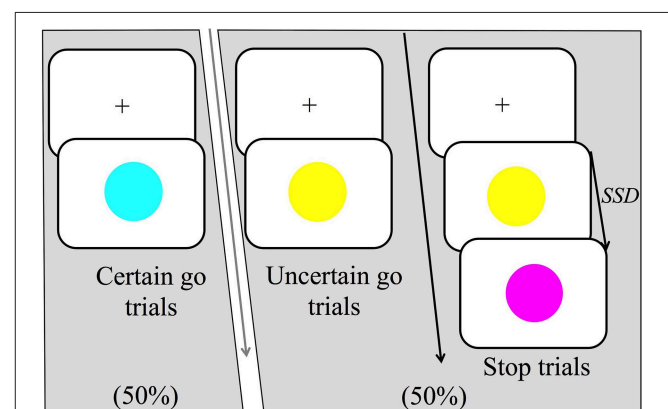 + + +
SSD
Certain go
trials
Uncertain go
trials
Stop trials
(50%) (50%)